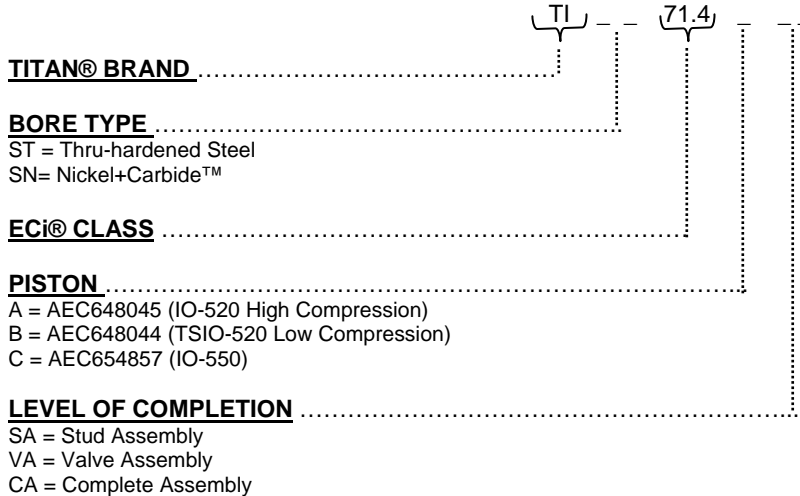 TI _ _ 71.4 _ _ _
TITAN® BRAND ……………………………………….
BORE TYPE …………………………………………………..
ST = Thru-hardened Steel
SN= Nickel+Carbide™
ECi® CLASS …………………………………………………………..
PISTON……………………………………………………………………..
A = AEC648045 (IO-520 High Compression)
B = AEC648044 (TSIO-520 Low Compression)
C = AEC654857 (IO-550)
LEVEL OF COMPLETION ………………………………………………………..
SA = Stud Assembly
VA = Valve Assembly
CA = Complete Assembly